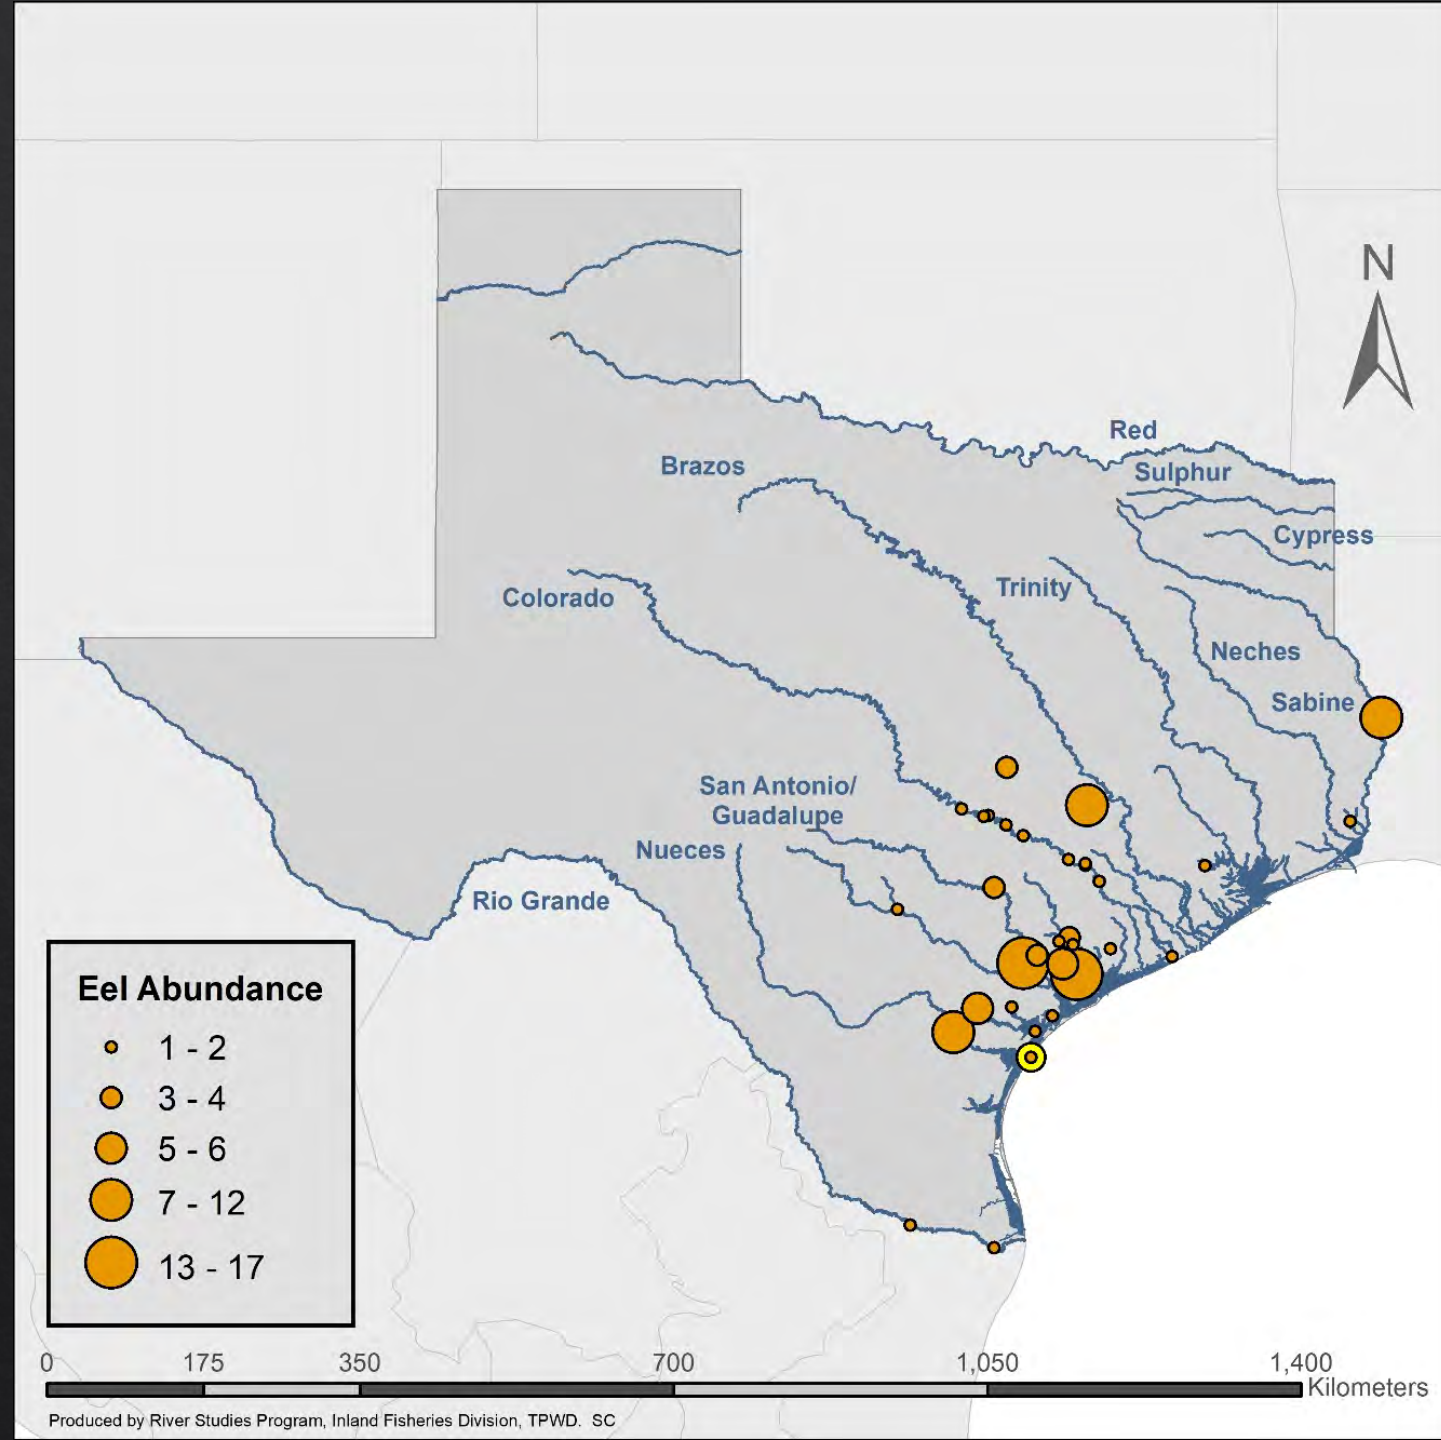 N
Red
Brazos
Sulphur
Cypress
Trinity
Colorado
Neches
Sabine
San Antonio/
Guadalupe
Nueces
Rio Grande
Eel Abundance
1 - 2
3 - 4
5 - 6
7 - 12
13 - 17
0 175 350 700 1,050 1,400
Kilometers
Produced by River Studies Program, Inland Fisheries Division, TPWD. SC